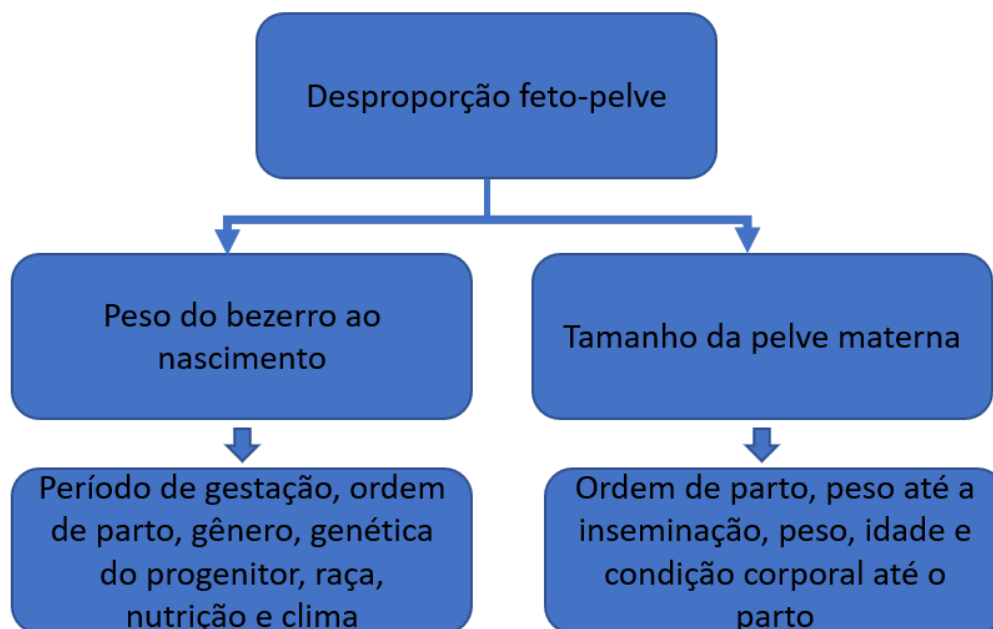 Desproporção feto-pelve
Peso do bezerro ao
nascimento
Tamanho da pelve materna
Período de gestação, ordem
de parto, gênero, genética
do progenitor, raça,
nutrição e clima
Ordem de parto, peso até a
inseminação, peso, idade e
condição corporal até o
parto